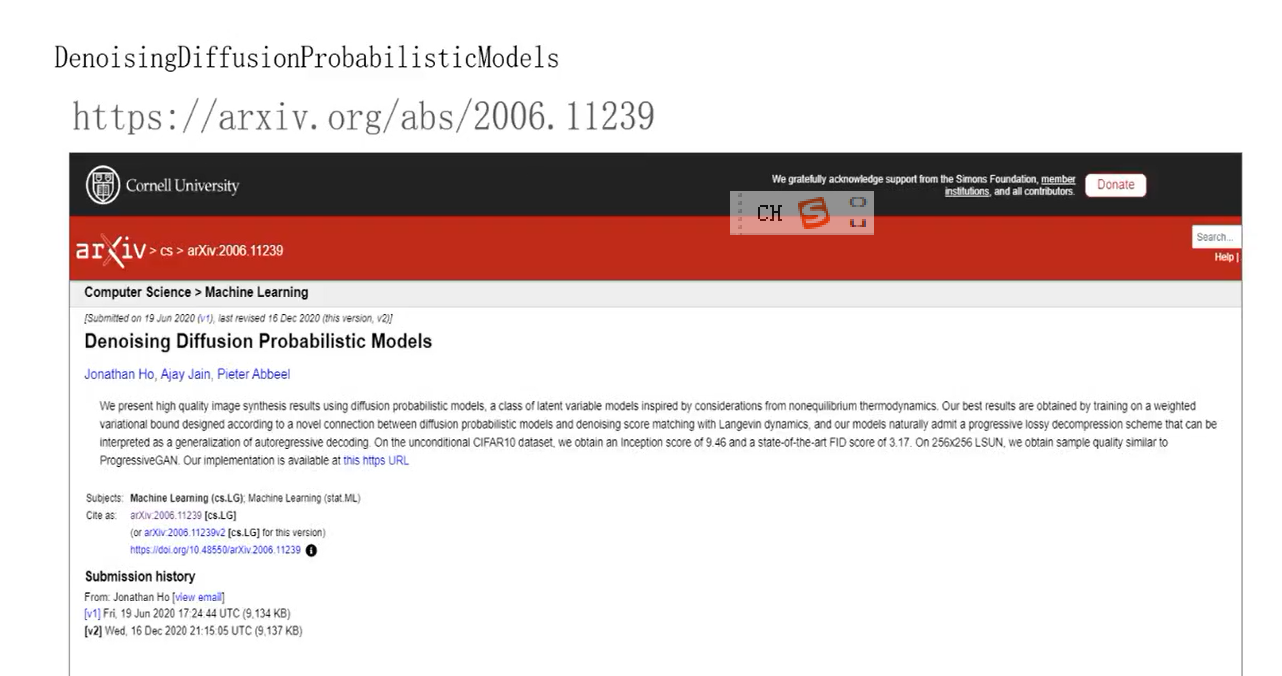 DenoisingDiffusionProbabilisticModels
https://arxiv.org/abs/2006.11239
Cornell University
We gratefully acknowledge support from the Simons Foundation, member
institutions, and all contributors.
Donate
CH
arXiv > cs > arXiv:2006.11239
Search...
Help |
Computer Science > Machine Learning
[Submitted on 19 Jun 2020 (v1), last revised 16 Dec 2020 (this version, v2)]
Denoising Diffusion Probabilistic Models
Jonathan Ho, Ajay Jain, Pieter Abbeel
We present high quality image synthesis results using diffusion probabilistic models, a class of latent variable models inspired by considerations from nonequilibrium thermodynamics. Our best results are obtained by training on a weighted
variational bound designed according to a novel connection between diffusion probabilistic models and denoising score matching with Langevin dynamics, and our models naturally admit a progressive lossy decompression scheme that can be
interpreted as a generalization of autoregressive decoding. On the unconditional CIFAR10 dataset, we obtain an Inception score of 9.46 and a state-of-the-art FID score of 3.17. On 256x256 LSUN, we obtain sample quality similar to
ProgressiveGAN. Our implementation is available at this https URL
Subjects: Machine Learning (cs.LG); Machine Learning (stat.ML)
Cite as: arXiv:2006.11239 [cs.LG]
(or arXiv:2006.11239v2 [cs.LG] for this version)
https://doi.org/10.48550/arXiv.2006.11239
Submission history
From: Jonathan Ho [view email]
[v1] Fri, 19 Jun 2020 17:24:44 UTC (9,134 KB)
[v2] Wed, 16 Dec 2020 21:15:05 UTC (9,137 KB)